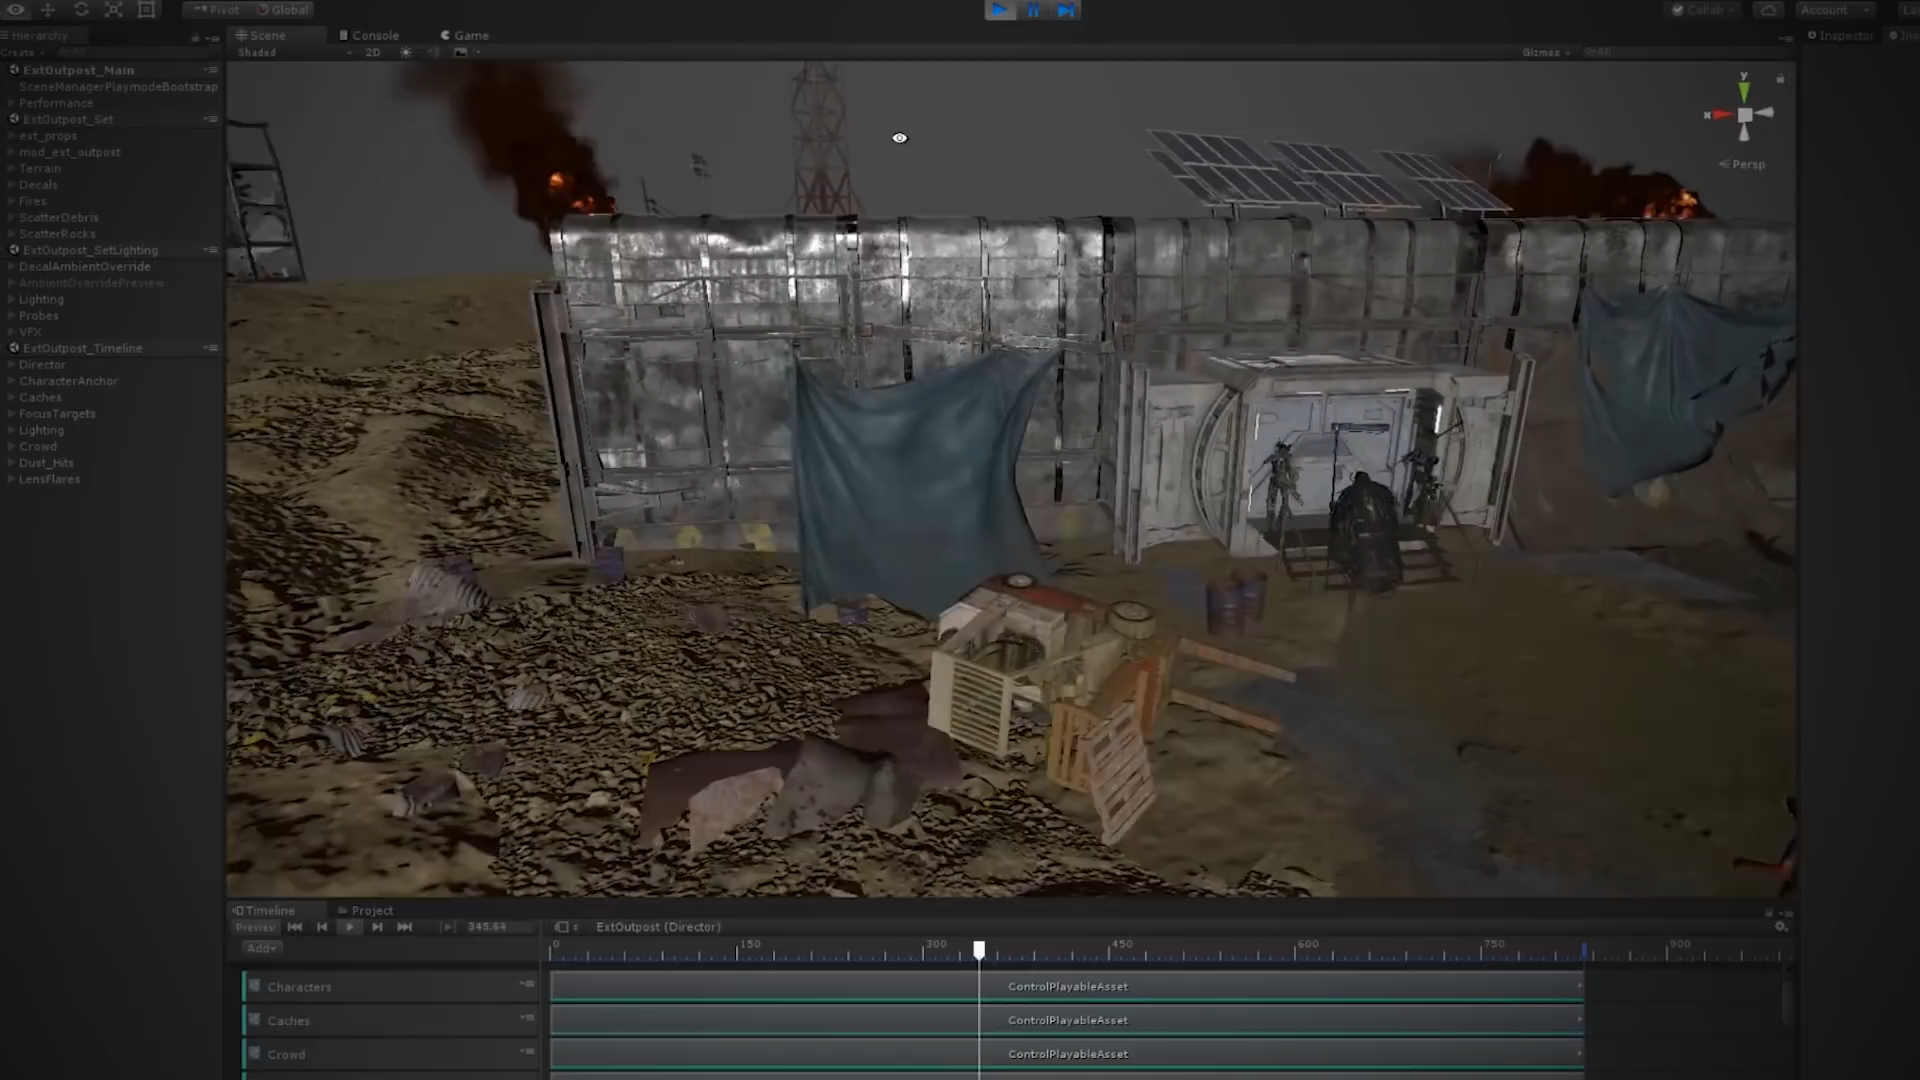 Pivot Global Collab Account
Hierarchy Scene Console Game Inspector
Create Shaded 2D Gizmos
ExtOutpost_Main
SceneManagerPlaymodeBootstrap
Performance
ExtOutpost_Set
ext_props
mod_ext_outpost
Terrain
Decals
Fires
ScatterDebris
ScatterRocks
ExtOutpost_SetLighting
DecalAmbientOverride
AmbientOverridePreview
Lighting
Probes
VFX
ExtOutpost_Timeline
Director
CharacterAnchor
Caches
FocusTargets
Lighting
Crowd
Dust_Hits
LensFlares
y
x
Persp
Timeline Project
Preview 345.64 ExtOutpost (Director)
Add
0 150 300 450 600 750 900
Characters ControlPlayableAsset
Caches ControlPlayableAsset
Crowd ControlPlayableAsset